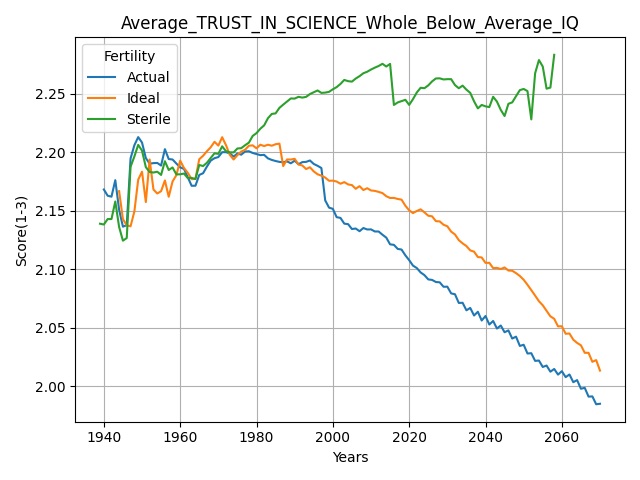 Average_TRUST_IN_SCIENCE_Whole_Below_Average_IQ
Fertility
Actual
Ideal
Sterile
Score(1-3)
2.25
2.20
2.15
2.10
2.05
2.00
1940
1960
1980
2000
2020
2040
2060
Years